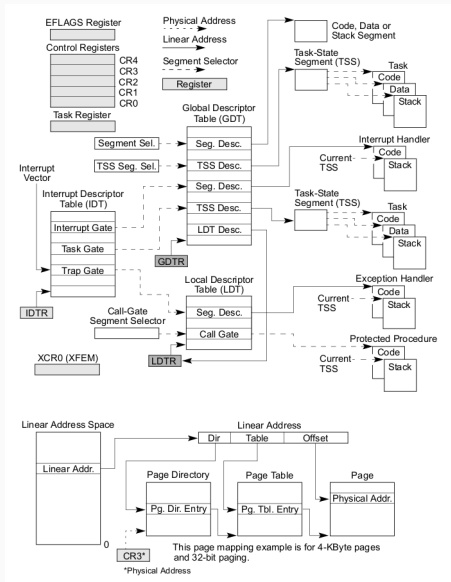 EFLAGS Register
Control Registers
CR4
CR3
CR2
CR1
CR0
Task Register
Physical Address
Linear Address
Segment Selector
Register
Code, Data or
Stack Segment
Task-State
Segment (TSS)
Task
Code
Data
Stack
Global Descriptor
Table (GDT)
Segment Sel.
Seg. Desc.
TSS Seg. Sel.
TSS Desc.
Interrupt Handler
Code
Current
TSS
Stack
Interrupt
Vector
Interrupt Descriptor
Table (IDT)
Seg. Desc.
Interrupt Gate
TSS Desc.
Task-State
Segment (TSS)
Task
Code
Data
Stack
Task Gate
LDT Desc.
Trap Gate
GDTR
Local Descriptor
Table (LDT)
Exception Handler
Code
Current
TSS
Stack
IDTR
Call-Gate
Segment Selector
Seg. Desc.
Call Gate
Protected Procedure
Code
Current
TSS
Stack
XCR0 (XFEM)
LDTR
Linear Address Space
Linear Address
Dir
Table
Offset
Linear Addr.
Page Directory
Page Table
Page
Physical Addr.
Pg. Dir. Entry
Pg. Tbl. Entry
0
CR3*
This page mapping example is for 4-KByte pages
and 32-bit paging.
*Physical Address